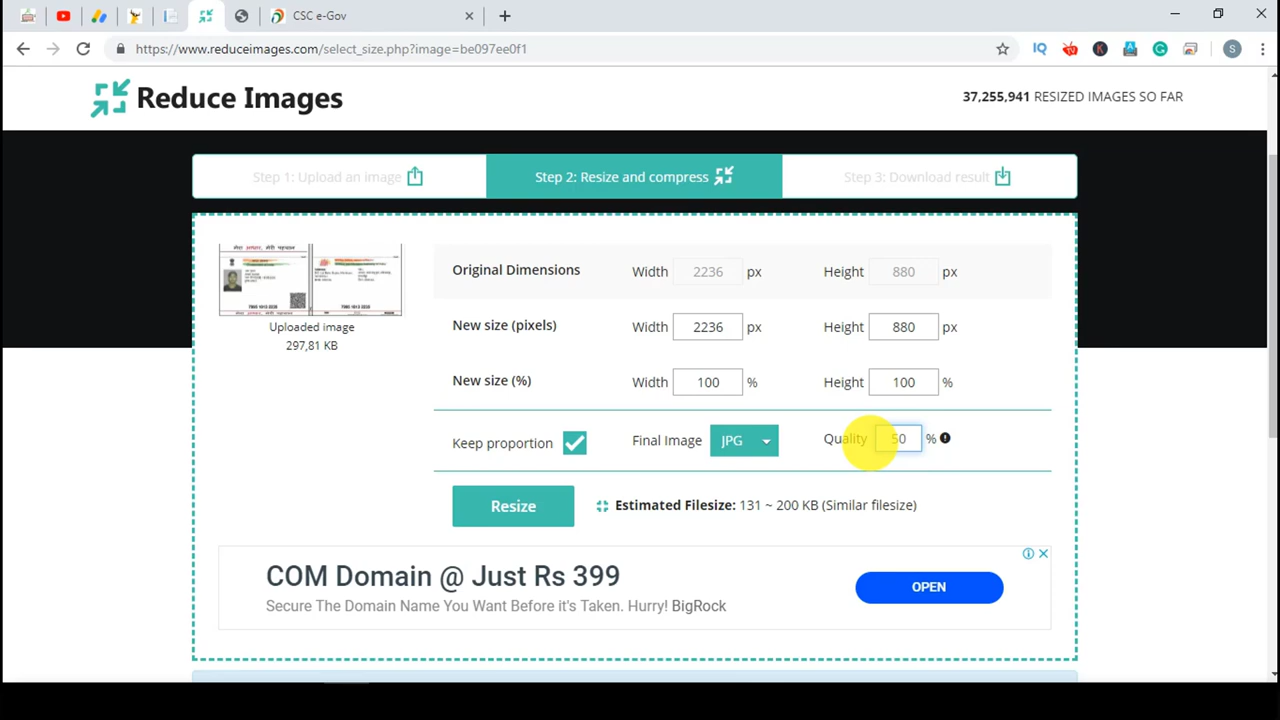 CSC e-Gov
https://www.reduceimages.com/select_size.php?image=be097ee0f1
Reduce Images
37,255,941 RESIZED IMAGES SO FAR
Step 1: Upload an image
Step 2: Resize and compress
Step 3: Download result
Uploaded image
297,81 KB
Original Dimensions Width 2236 px Height 880 px
New size (pixels) Width 2236 px Height 880 px
New size (%) Width 100 % Height 100 %
Keep proportion Final Image JPG Quality 50 %
Resize Estimated Filesize: 131 ~ 200 KB (Similar filesize)
COM Domain @ Just Rs 399
Secure The Domain Name You Want Before it's Taken. Hurry! BigRock
OPEN